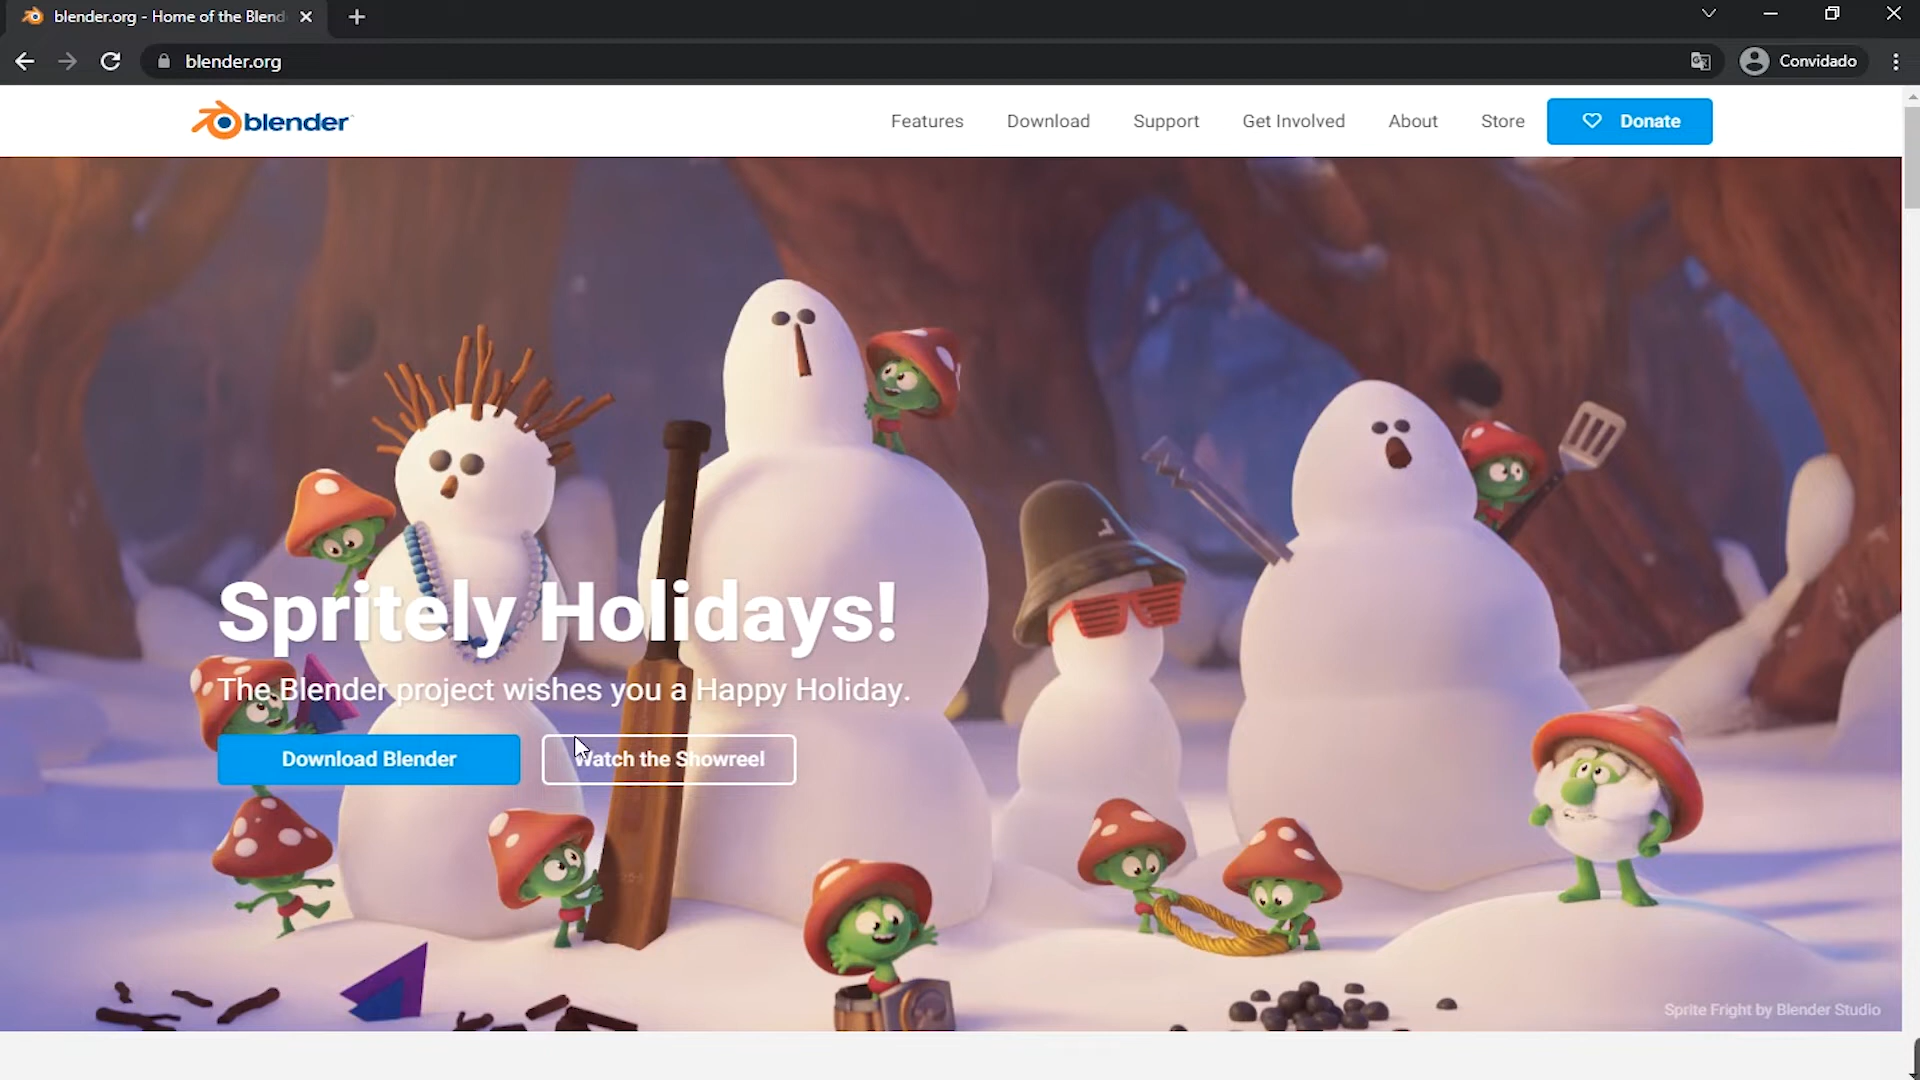 blender.org - Home of the Blend
blender.org
Convidado
blender
Features
Download
Support
Get Involved
About
Store
Donate
Spritely Holidays!
The Blender project wishes you a Happy Holiday.
Download Blender
Watch the Showreel
Sprite Fright by Blender Studio